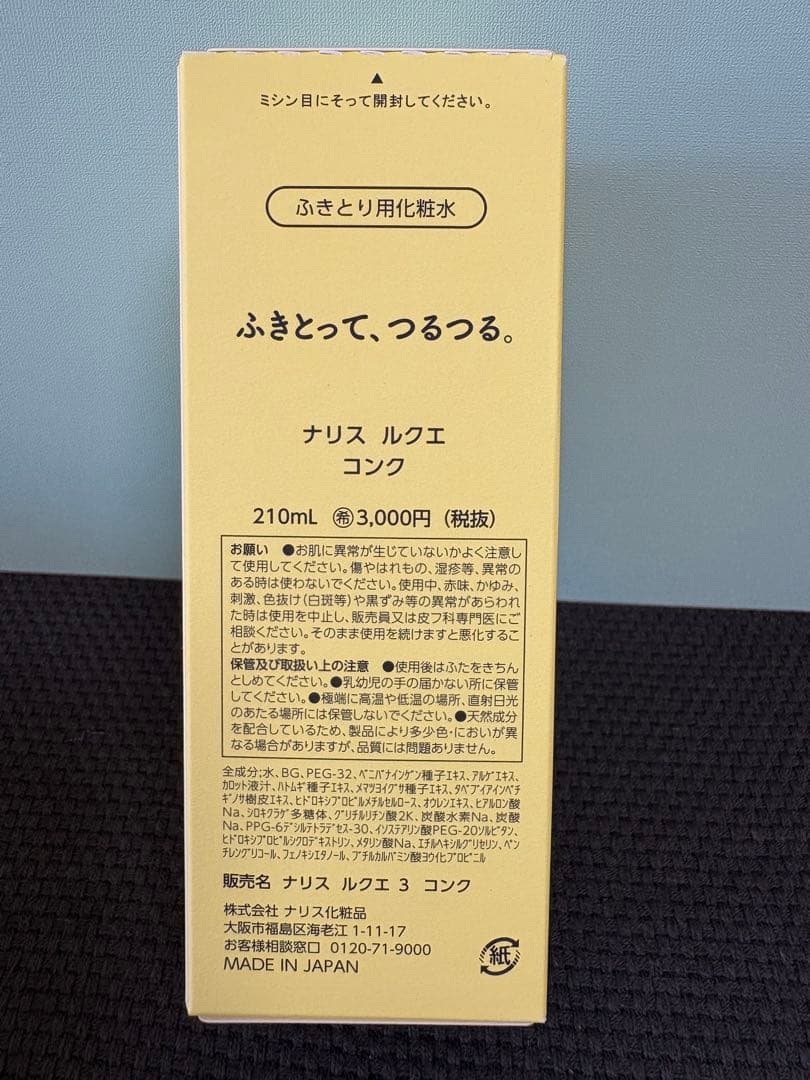 ▲
ミシン目にそって開封してください。
ふきとり用化粧水
ふきとって、つるつる。
ナリス ルクエ
コンク
210mL ㊮3,000円（税抜）
お願い ●お肌に異常が生じていないかよく注意し
て使用してください。傷やはれもの、湿疹等、異常の
ある時は使わないでください。使用中、赤味、かゆみ、
刺激、色抜け（白斑等）や黒ずみ等の異常があらわれ
た時は使用を中止し、販売員又は皮フ科専門医にご
相談ください。そのまま使用を続けますと悪化するこ
とがあります。
保管及び取扱い上の注意 ●使用後はふたをきちん
としめてください。●乳幼児の手の届かない所に保管
してください。●極端に高温や低温の場所、直射日光
のあたる場所には保管しないでください。●天然成分
を配合しているため、製品により多少色・においが異
なる場合がありますが、品質には問題ありません。
全成分;水、BG、PEG-32、ベニバナインゲン種子エキス、アルゲエキス、
カロット液汁、ハトムギ種子エキス、メマツヨイグサ種子エキス、タベブイアインペチ
ギノサ樹皮エキス、ヒドロキシプロピルメチルセルロース、オウレンエキス、ヒアルロン酸
Na、シロキクラゲ多糖体、グリチルリチン酸2K、炭酸水素Na、炭酸
Na、PPG-6デシルテトラデセス-30、イソステアリン酸PEG-20ソルビタン、
ヒドロキシプロピルシクロデキストリン、メタリン酸Na、エチルヘキシルグリセリン、ペン
チレングリコール、フェノキシエタノール、ブチルカルバミン酸ヨウ化プロピニル
販売名 ナリス ルクエ 3 コンク
株式会社 ナリス化粧品
大阪市福島区海老江 1-11-17
お客様相談窓口 0120-71-9000
MADE IN JAPAN
紙